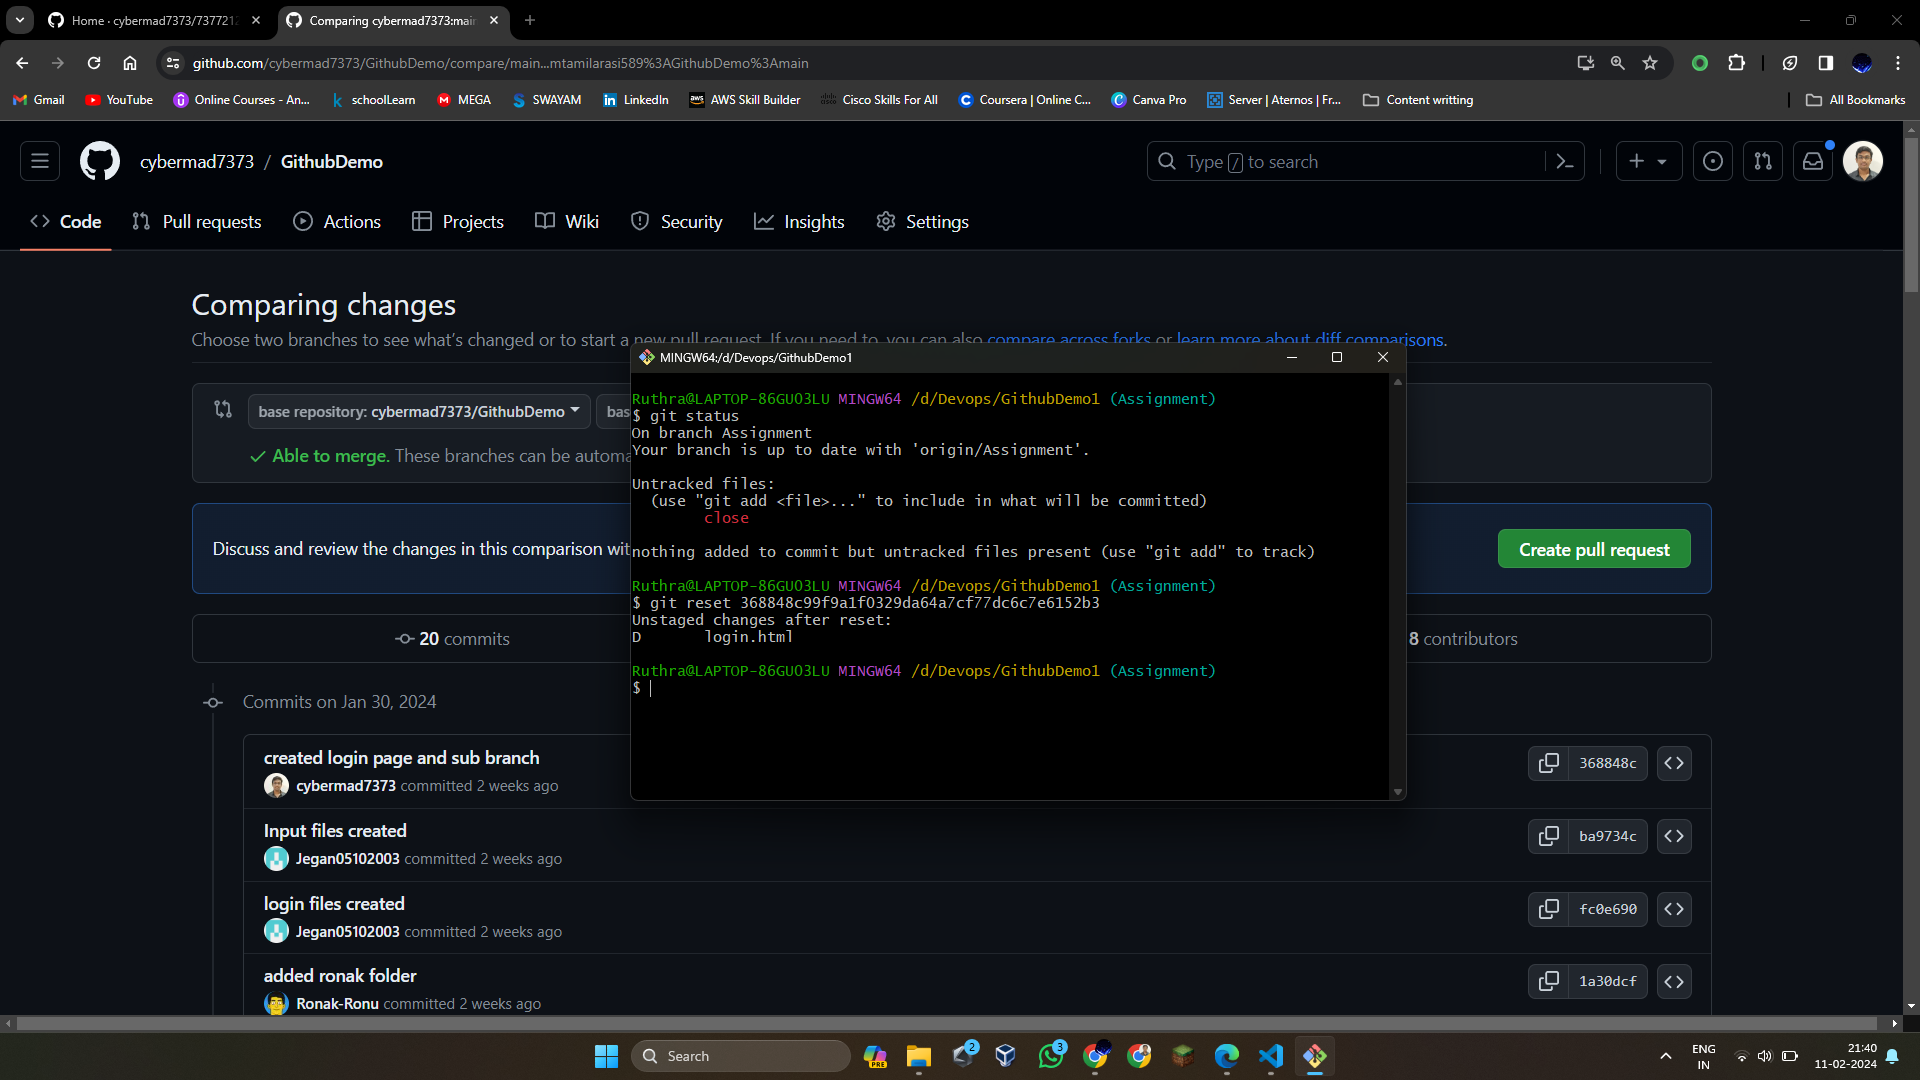 Home · cybermad7373/737721
Comparing cybermad7373:main
github.com/cybermad7373/GithubDemo/compare/main...mtamilarasi589%3AGithubDemo%3Amain
Gmail
YouTube
Online Courses - An...
schoolLearn
MEGA
SWAYAM
LinkedIn
AWS Skill Builder
Cisco Skills For All
Coursera | Online C...
Canva Pro
Server | Aternos | Fr...
Content writting
All Bookmarks
cybermad7373 / GithubDemo
Type / to search
Code
Pull requests
Actions
Projects
Wiki
Security
Insights
Settings
Comparing changes
Choose two branches to see what's changed or to start a new pull request. If you need to, you can also compare across forks or learn more about diff comparisons.
base repository: cybermad7373/GithubDemo
bas
Able to merge. These branches can be automa
Discuss and review the changes in this comparison wit
Create pull request
20 commits
8 contributors
Commits on Jan 30, 2024
created login page and sub branch
cybermad7373 committed 2 weeks ago
368848c
Input files created
Jegan05102003 committed 2 weeks ago
ba9734c
login files created
Jegan05102003 committed 2 weeks ago
fc0e690
added ronak folder
Ronak-Ronu committed 2 weeks ago
1a30dcf
MINGW64:/d/Devops/GithubDemo1
Ruthra@LAPTOP-86GUO3LU MINGW64 /d/Devops/GithubDemo1 (Assignment)
$ git status
On branch Assignment
Your branch is up to date with 'origin/Assignment'.
Untracked files:
(use "git add <file>..." to include in what will be committed)
close
nothing added to commit but untracked files present (use "git add" to track)
Ruthra@LAPTOP-86GUO3LU MINGW64 /d/Devops/GithubDemo1 (Assignment)
$ git reset 368848c99f9a1f0329da64a7cf77dc6c7e6152b3
Unstaged changes after reset:
D login.html
Ruthra@LAPTOP-86GUO3LU MINGW64 /d/Devops/GithubDemo1 (Assignment)
$
Search
PRE
2
3
ENG
IN
21:40
11-02-2024